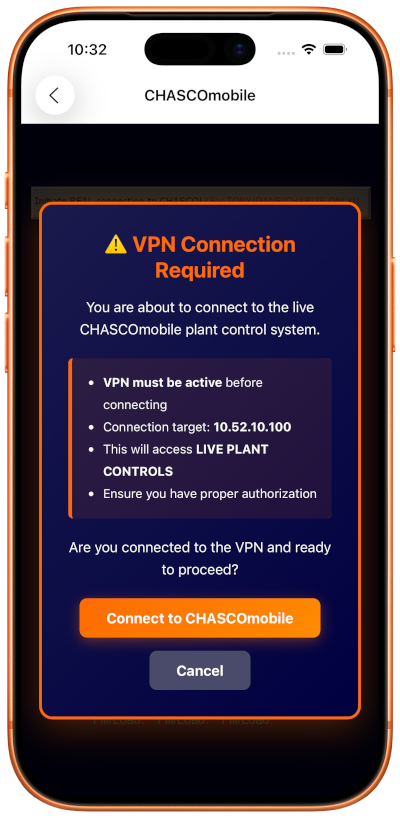 10:32
CHASCOmobile
⚠️ VPN Connection
Required
You are about to connect to the live
CHASCOmobile plant control system.
• VPN must be active before
connecting
• Connection target: 10.52.10.100
• This will access LIVE PLANT
CONTROLS
• Ensure you have proper authorization
Are you connected to the VPN and ready
to proceed?
Connect to CHASCOmobile
Cancel